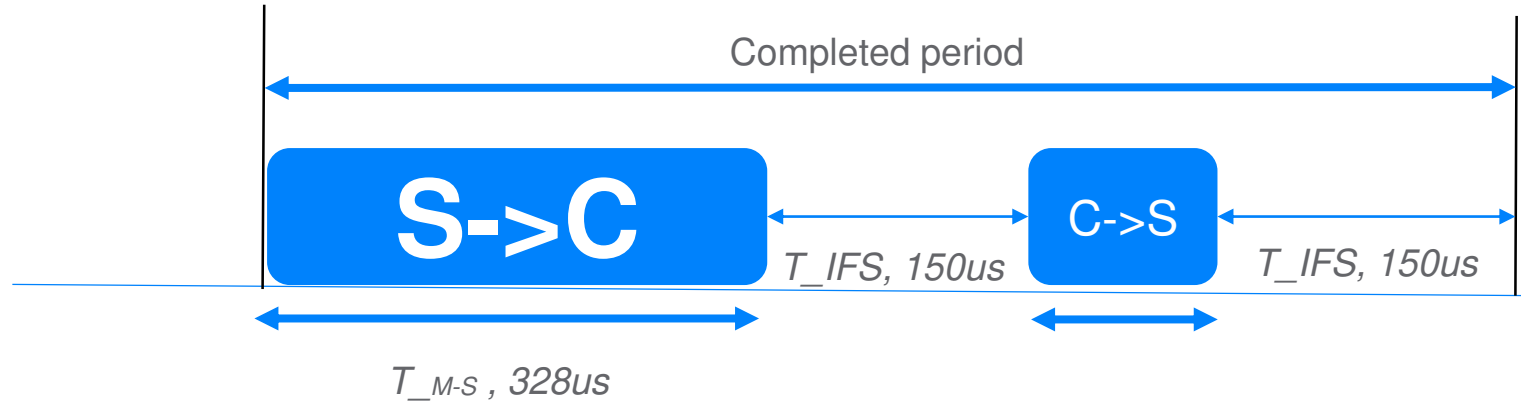 Completed period
S->C
C->S
T_IFS, 150us
T_IFS, 150us
T_M-S , 328us